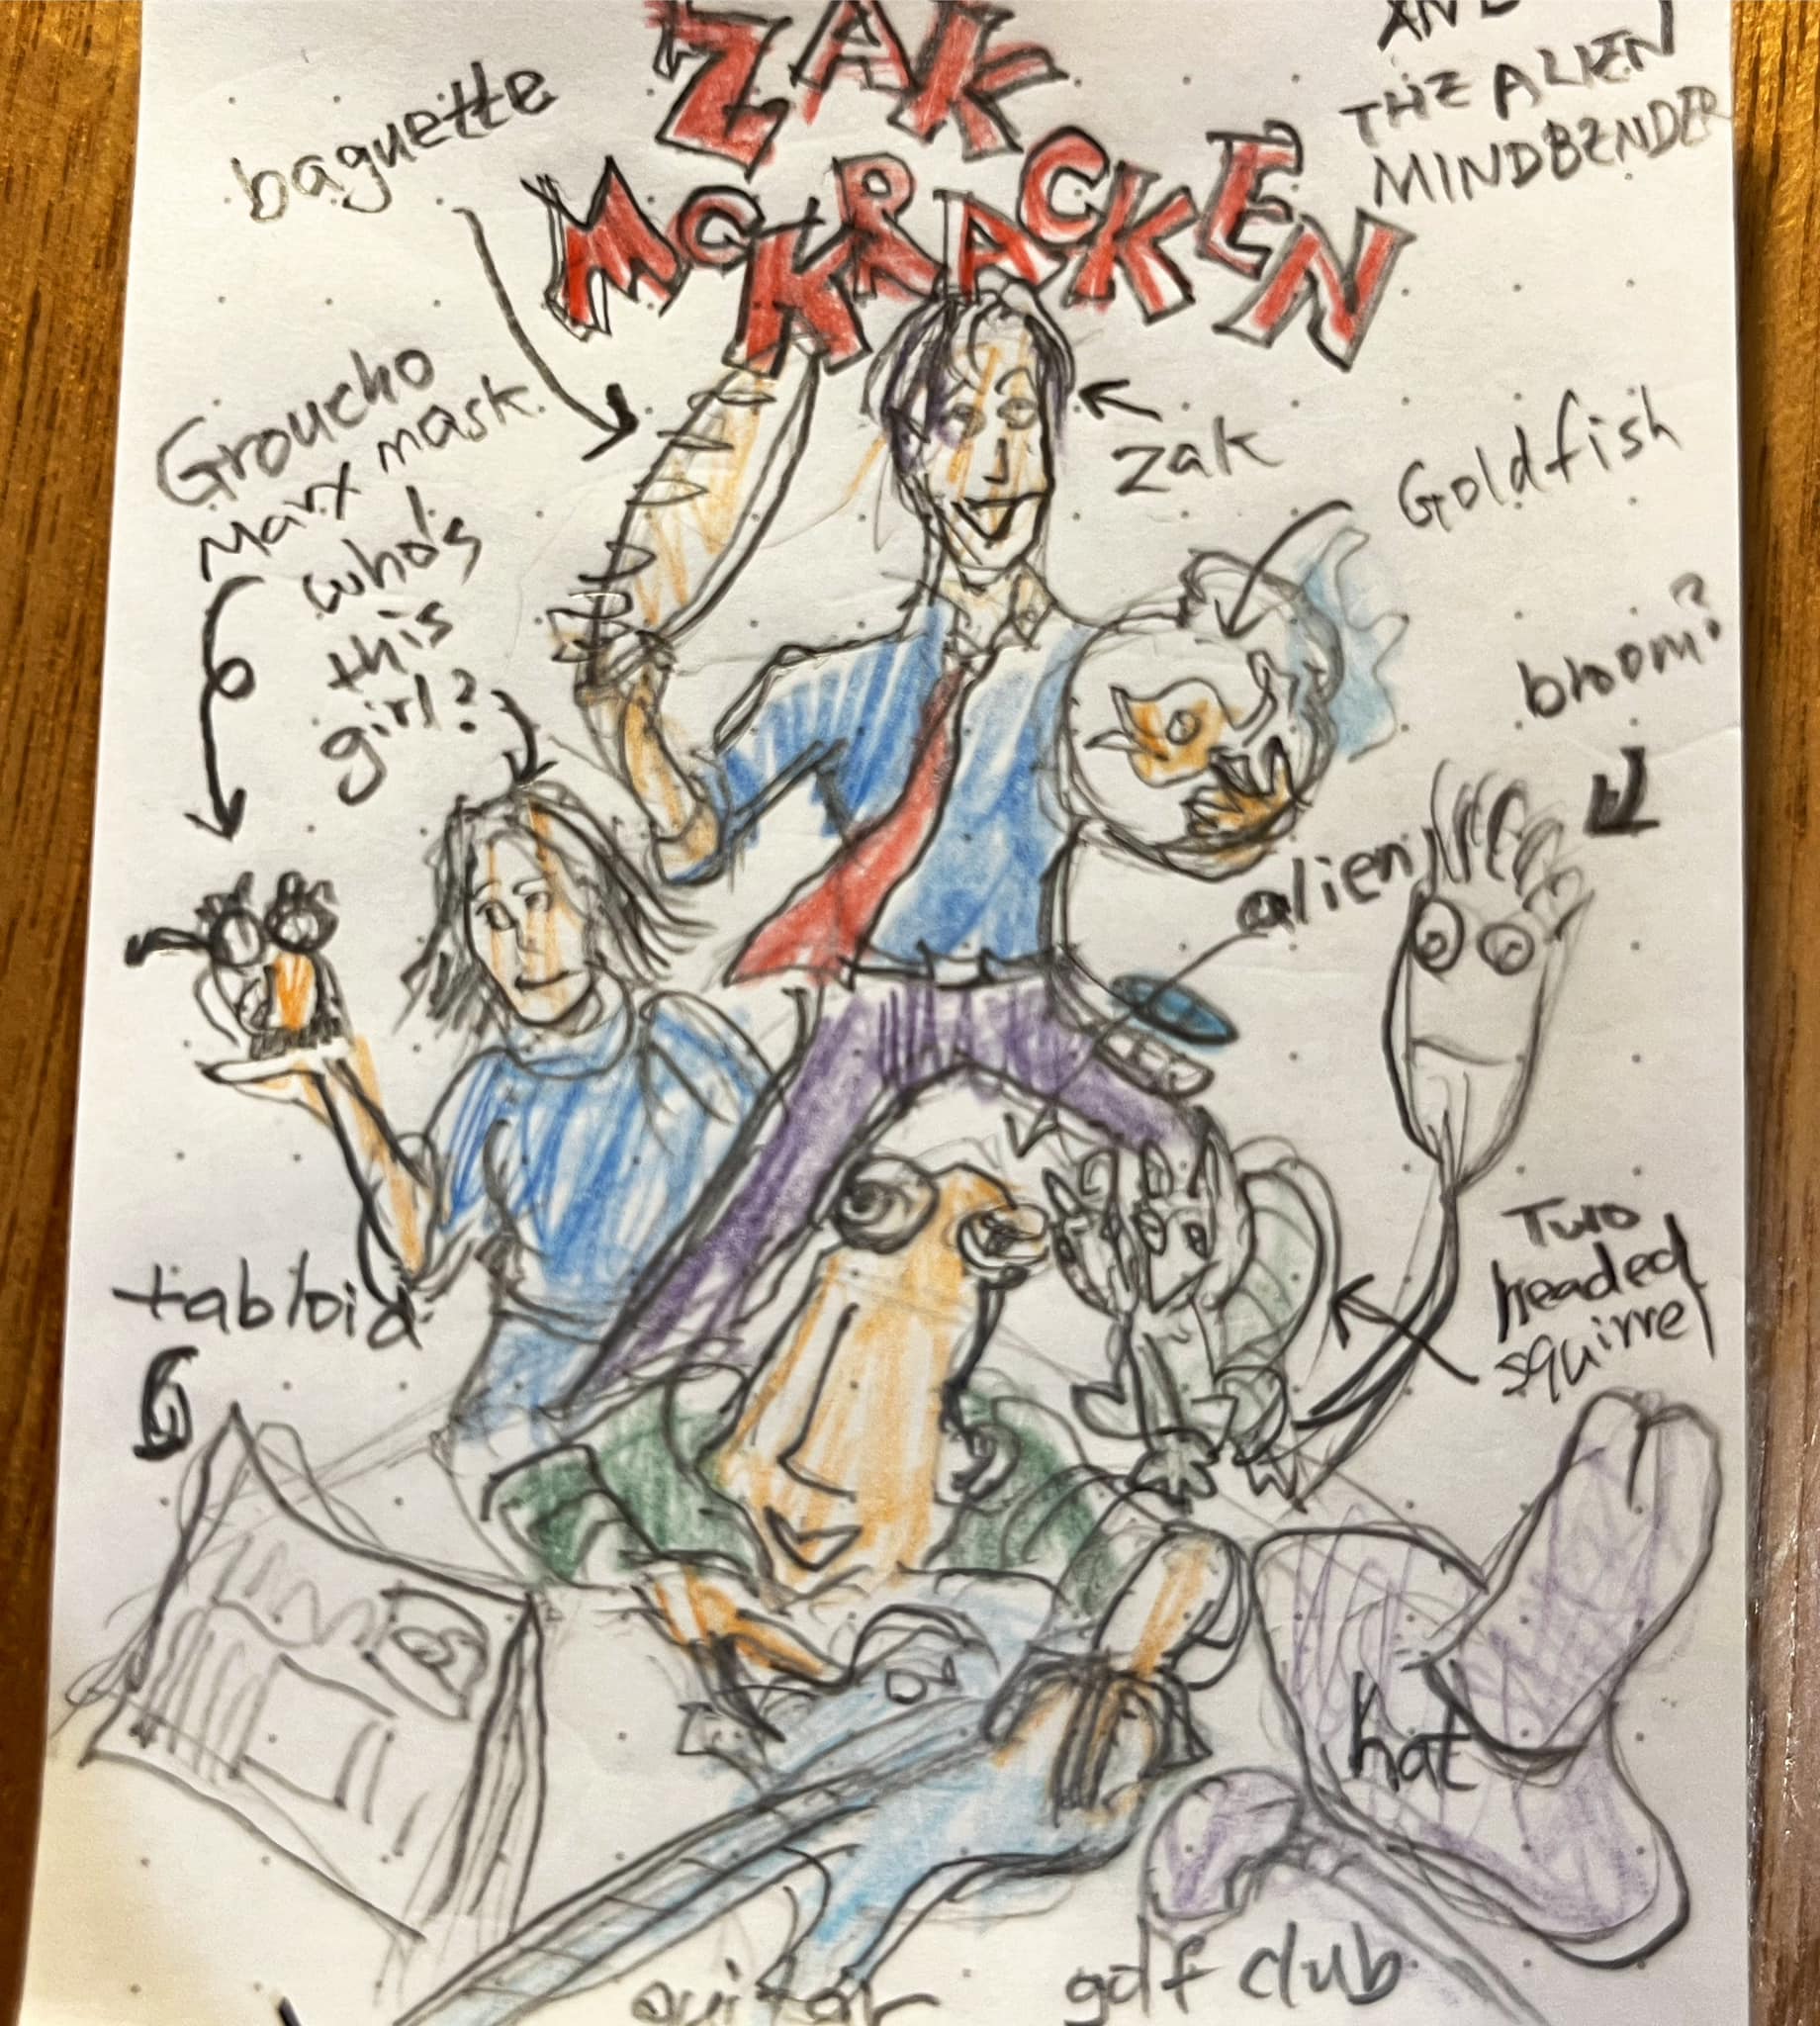 ZAK
McKRACKEN
AND
THE ALIEN
MINDBENDER
baguette
Groucho
Marx mask
who's
this
girl?
zak
Goldfish
broom?
alien
Two
headed
squirrel
tabloid
hat
golf club
guitar